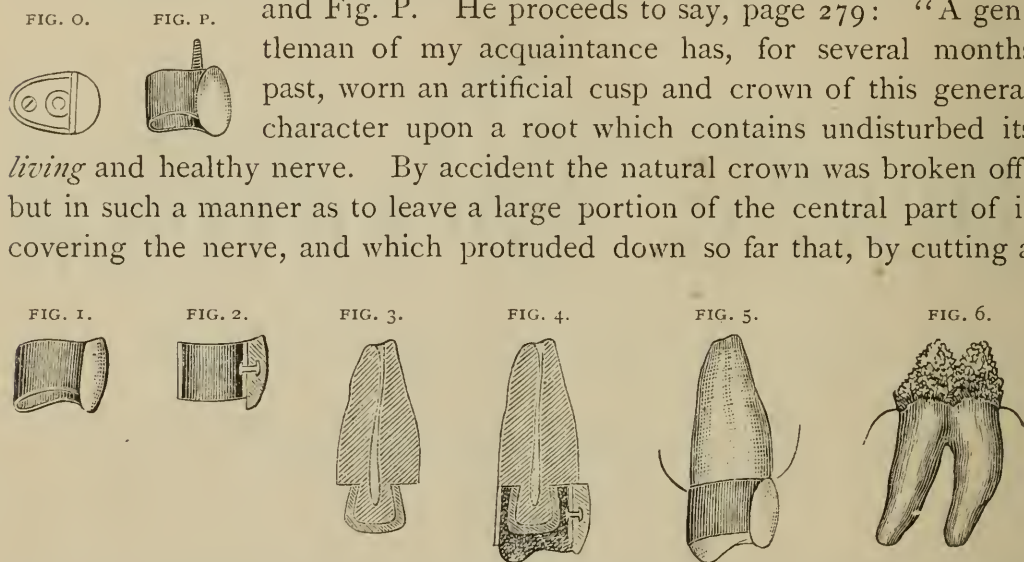 FIG. O. FIG. P.
and Fig. P. He proceeds to say, page 279: “A gen
tleman of my acquaintance has, for several months
past, worn an artificial cusp and crown of this genera
character upon a root which contains undisturbed its
living and healthy nerve. By accident the natural crown was broken off
but in such a manner as to leave a large portion of the central part of i
covering the nerve, and which protruded down so far that, by cutting a
FIG. 1. FIG. 2. FIG. 3. FIG. 4. FIG. 5. FIG. 6.